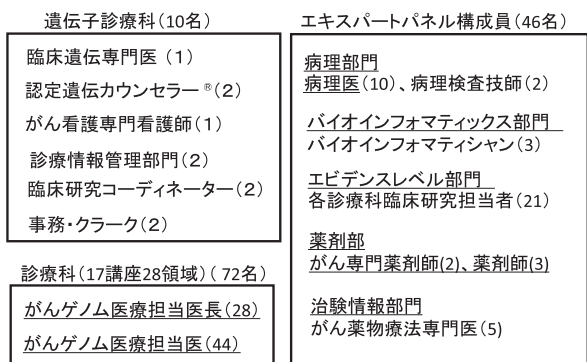 遺伝子診療科(10名)
臨床遺伝専門医(1)
認定遺伝カウンセラー®(2)
がん看護専門看護師(1)
診療情報管理部門(2)
臨床研究コーディネーター(2)
事務・クラーク(2)
診療科(17講座28領域)(72名)
がんゲノム医療担当医長(28)
がんゲノム医療担当医(44)
エキスパートパネル構成員(46名)
病理部門
病理医(10)、病理検査技師(2)
バイオインフォマティックス部門
バイオインフォマティシャン(3)
エビデンスレベル部門
各診療科臨床研究担当者(21)
薬剤部
がん専門薬剤師(2)、薬剤師(3)
治験情報部門
がん薬物療法専門医(5)